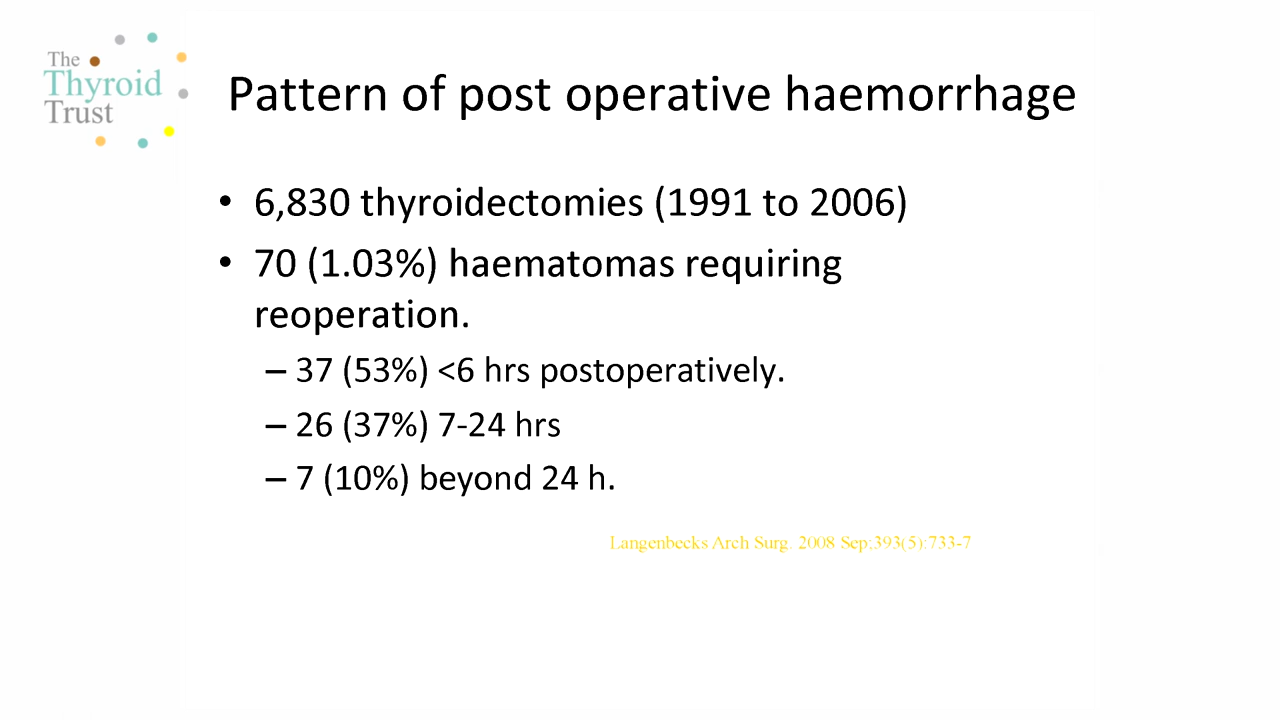 The
Thyroid
Trust
Pattern of post operative haemorrhage
• 6,830 thyroidectomies (1991 to 2006)
• 70 (1.03%) haematomas requiring
reoperation.
– 37 (53%) <6 hrs postoperatively.
– 26 (37%) 7-24 hrs
– 7 (10%) beyond 24 h.
Langenbecks Arch Surg. 2008 Sep;393(5):733-7